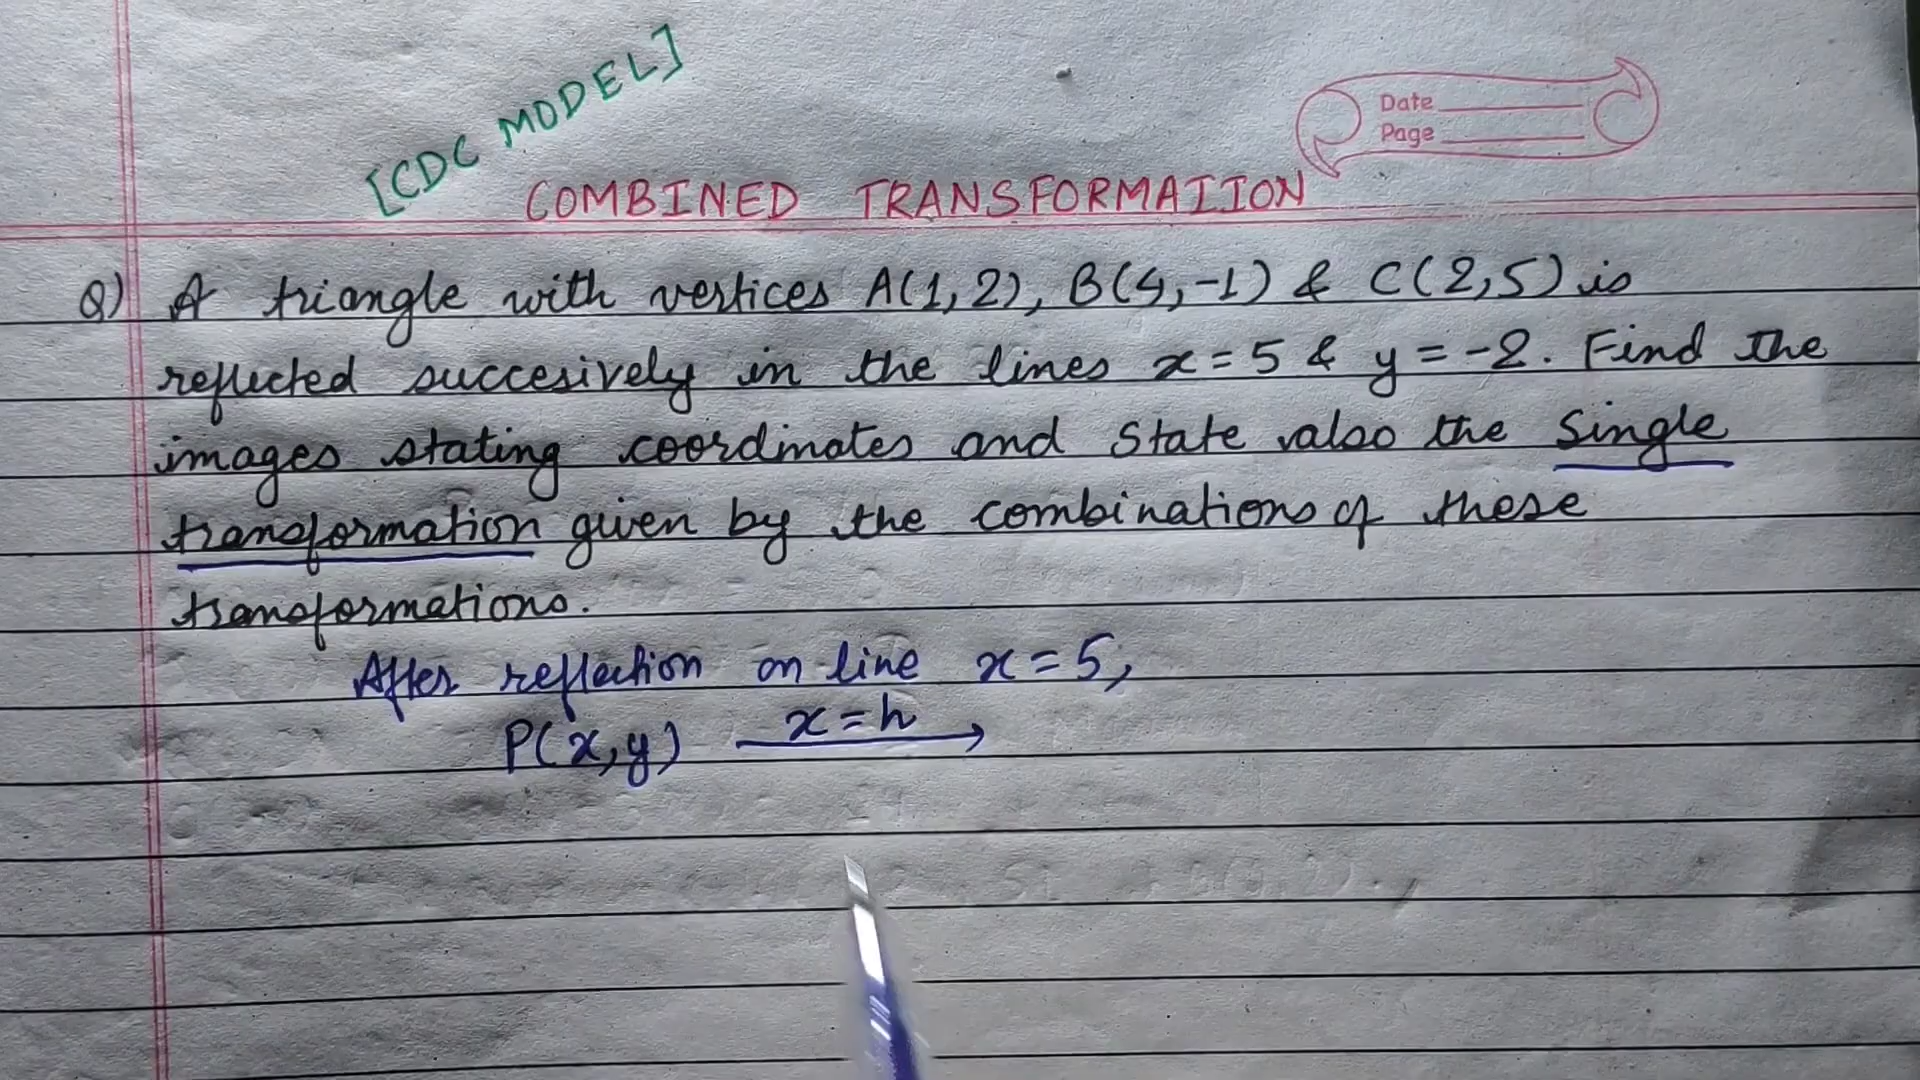 [CDC MODEL]
Date
Page
COMBINED TRANSFORMATION
Q) A triangle with vertices A(1,2), B(4,-1) & C(2,5) is
reflected succesively in the lines x = 5 & y = -2. Find the
images stating coordinates and State also the Single
transformation given by the combinations of these
transformations.
After reflection on line x = 5,
P(x,y) x = h →